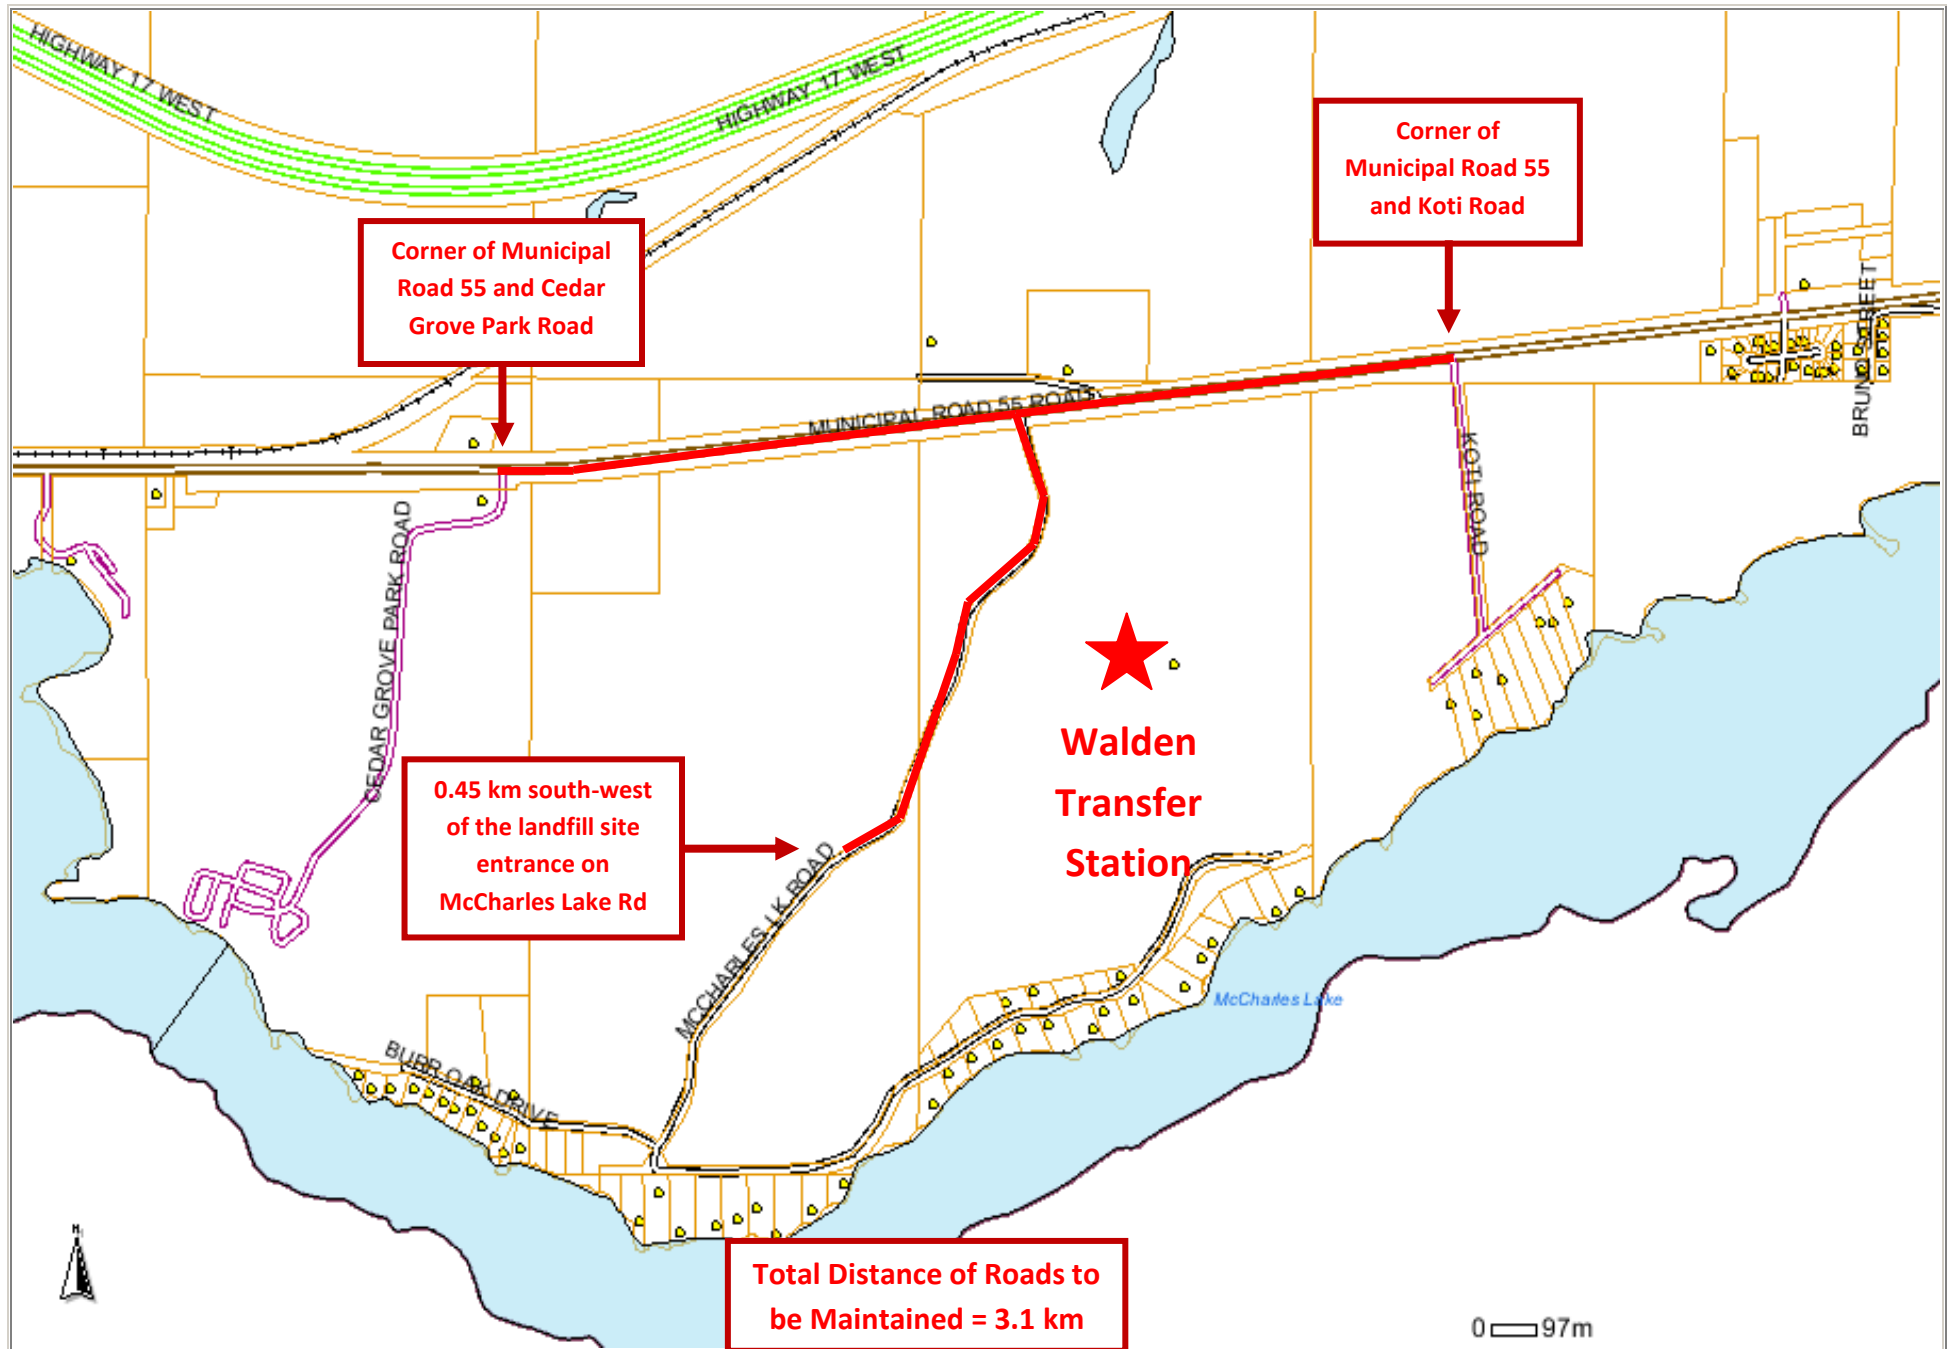 HIGHWAY 17 WEST
HIGHWAY 17 WEST
Corner of
Municipal Road 55
and Koti Road
Corner of Municipal
Road 55 and Cedar
Grove Park Road
BRUN STREET
MUNICIPAL ROAD 55 ROAD
KOTI ROAD
CEDAR GROVE PARK ROAD
Walden
Transfer
Station
0.45 km south-west
of the landfill site
entrance on
McCharles Lake Rd
MCCHARLES LK ROAD
McCharles Lake
BURR OAK DRIVE
N
Total Distance of Roads to
be Maintained = 3.1 km
0 97m